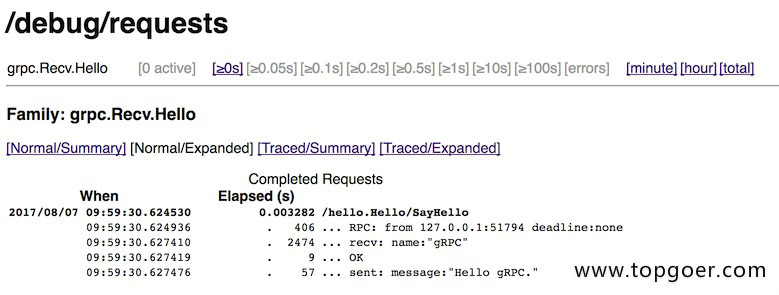 /debug/requests
grpc.Recv.Hello [0 active] [≥0s] [≥0.05s] [≥0.1s] [≥0.2s] [≥0.5s] [≥1s] [≥10s] [≥100s] [errors] [minute] [hour] [total]
Family: grpc.Recv.Hello
[Normal/Summary] [Normal/Expanded] [Traced/Summary] [Traced/Expanded]
Completed Requests
When Elapsed (s)
2017/08/07 09:59:30.624530 0.003282 /hello.Hello/SayHello
09:59:30.624936 . 406 ... RPC: from 127.0.0.1:51794 deadline:none
09:59:30.627410 . 2474 ... recv: name:"gRPC"
09:59:30.627419 . 9 ... OK
09:59:30.627476 . 57 ... sent: message:"Hello gRPC."
www.topgoer.com